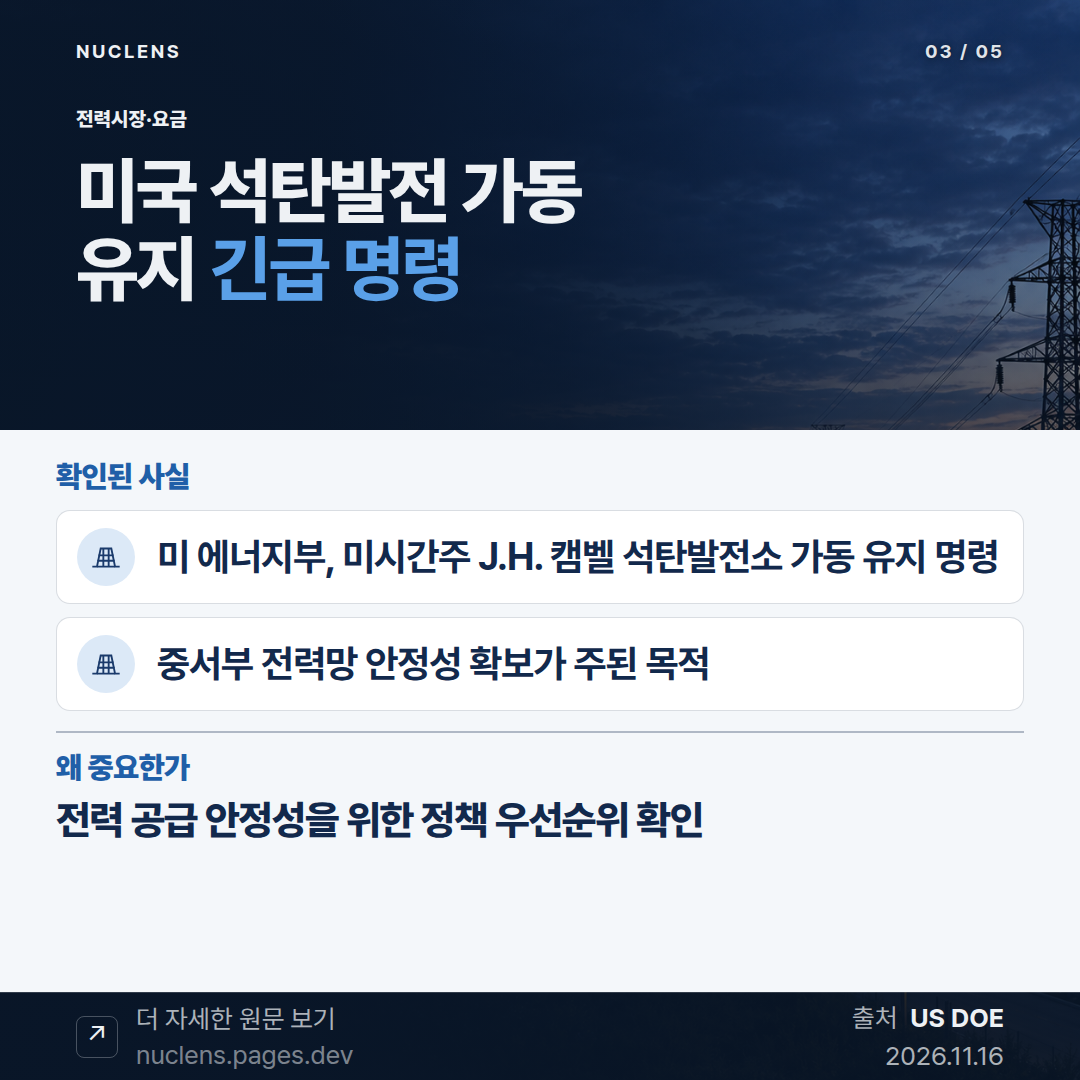 NUCLENS
03 / 05
전력시장·요금
미국 석탄발전 가동
유지 긴급 명령
확인된 사실
미 에너지부, 미시간주 J.H. 캠벨 석탄발전소 가동 유지 명령
중서부 전력망 안정성 확보가 주된 목적
왜 중요한가
전력 공급 안정성을 위한 정책 우선순위 확인
더 자세한 원문 보기
nuclens.pages.dev
출처 US DOE
2026.11.16